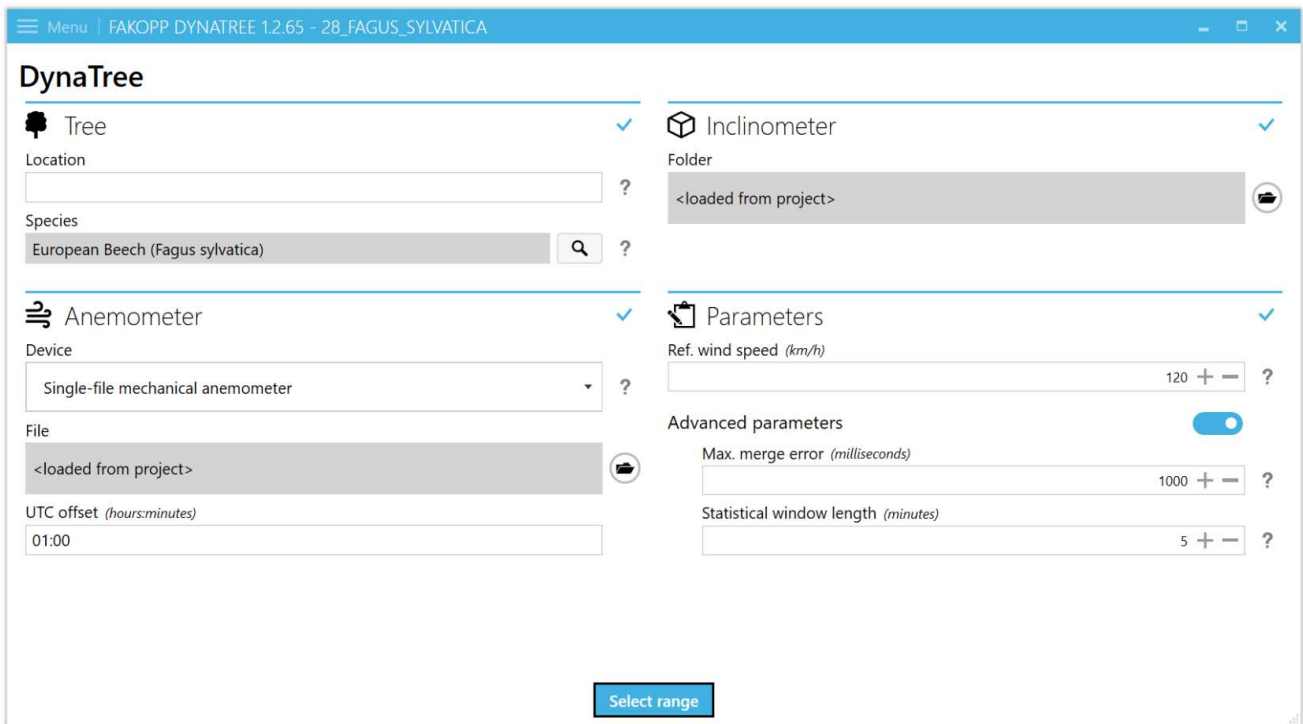 Menu | FAKOPP DYNATREE 1.2.65 - 28_FAGUS_SYLVATICA
DynaTree
Tree
Location
?
Species
European Beech (Fagus sylvatica)
?
Inclinometer
Folder
<loaded from project>
Anemometer
Device
Single-file mechanical anemometer
?
File
<loaded from project>
UTC offset (hours:minutes)
01:00
Parameters
Ref. wind speed (km/h)
120 + − ?
Advanced parameters
Max. merge error (milliseconds)
1000 + − ?
Statistical window length (minutes)
5 + − ?
Select range